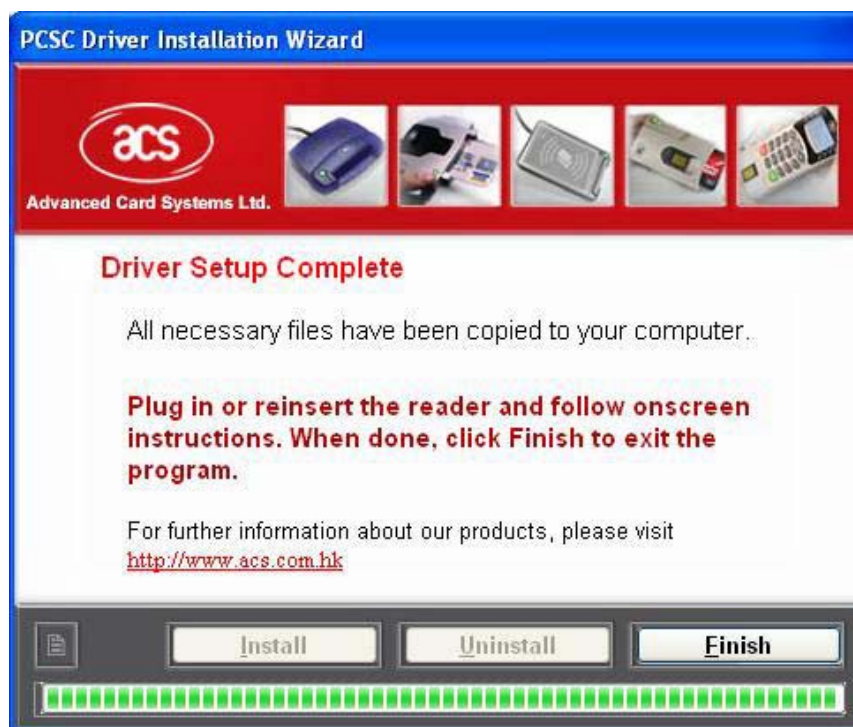 PCSC Driver Installation Wizard
acs
Advanced Card Systems Ltd.
Driver Setup Complete
All necessary files have been copied to your computer.
Plug in or reinsert the reader and follow onscreen
instructions. When done, click Finish to exit the
program.
For further information about our products, please visit
http://www.acs.com.hk
Install
Uninstall
Finish